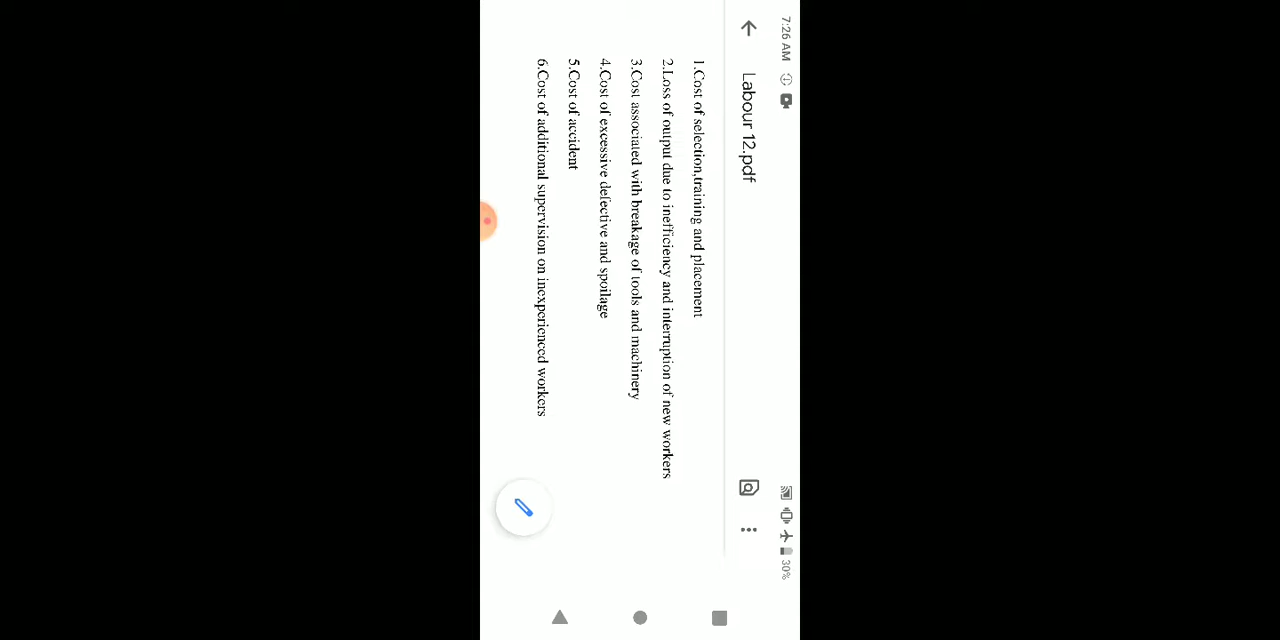 7:26 AM
30%
Labour 12.pdf
1.Cost of selection,training and placement
2.Loss of output due to inefficiency and interruption of new workers
3.Cost associated with breakage of tools and machinery
4.Cost of excessive defective and spoilage
5.Cost of accident
6.Cost of additional supervision on inexperienced workers